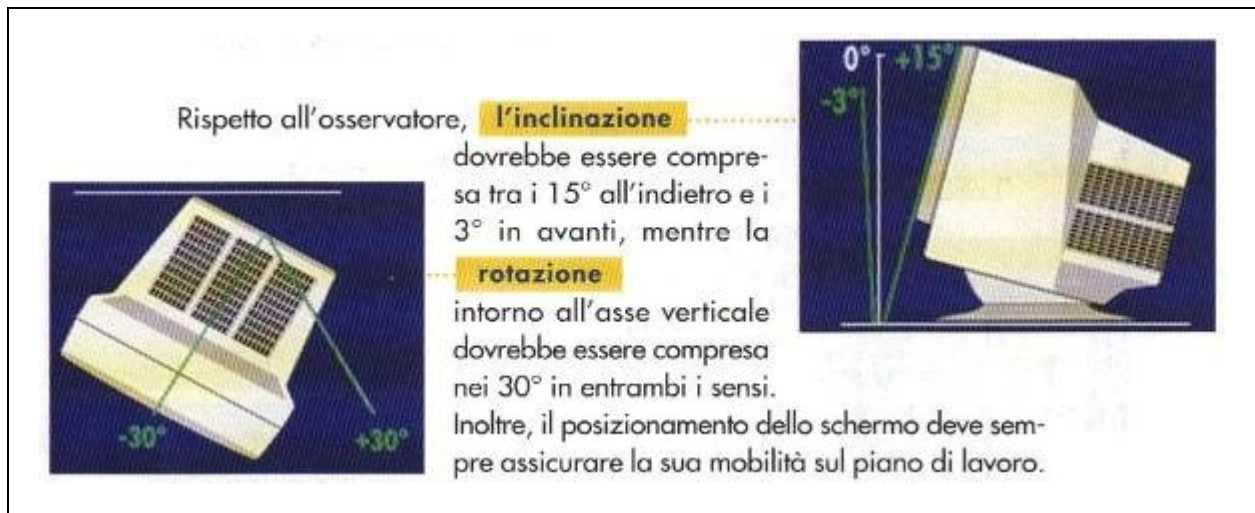 Rispetto all'osservatore, l'inclinazione
dovrebbe essere compre-
sa tra i 15° all'indietro e i
3° in avanti, mentre la
rotazione
intorno all'asse verticale
dovrebbe essere compresa
nei 30° in entrambi i sensi.
Inoltre, il posizionamento dello schermo deve sem-
pre assicurare la sua mobilità sul piano di lavoro.
-30° +30°
0° +15°
-3°